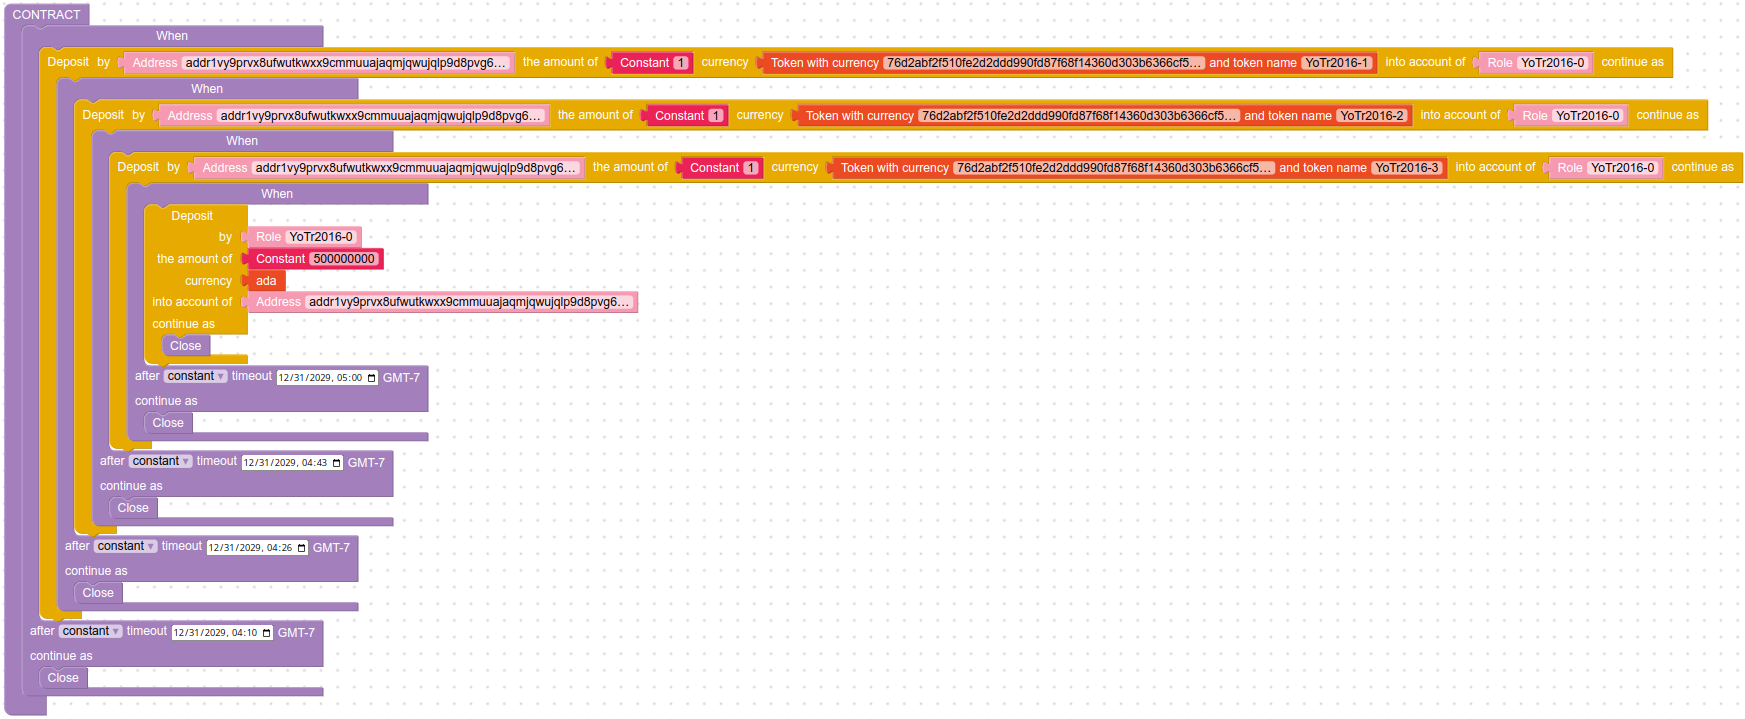 CONTRACT
When
Deposit by Address addr1vy9prvx8ufwutkwxx9cmmuuajaqmjqwujqlp9d8pvg6... the amount of Constant 1 currency Token with currency 76d2abf2f510fe2d2ddd990fd87f68f14360d303b6366cf5... and token name YoTr2016-1 into account of Role YoTr2016-0 continue as
When
Deposit by Address addr1vy9prvx8ufwutkwxx9cmmuuajaqmjqwujqlp9d8pvg6... the amount of Constant 1 currency Token with currency 76d2abf2f510fe2d2ddd990fd87f68f14360d303b6366cf5... and token name YoTr2016-2 into account of Role YoTr2016-0 continue as
When
Deposit by Address addr1vy9prvx8ufwutkwxx9cmmuuajaqmjqwujqlp9d8pvg6... the amount of Constant 1 currency Token with currency 76d2abf2f510fe2d2ddd990fd87f68f14360d303b6366cf5... and token name YoTr2016-3 into account of Role YoTr2016-0 continue as
When
Deposit
by Role YoTr2016-0
the amount of Constant 500000000
currency ada
into account of Address addr1vy9prvx8ufwutkwxx9cmmuuajaqmjqwujqlp9d8pvg6...
continue as
Close
after constant timeout 12/31/2029, 05:00 GMT-7
continue as
Close
after constant timeout 12/31/2029, 04:43 GMT-7
continue as
Close
after constant timeout 12/31/2029, 04:26 GMT-7
continue as
Close
after constant timeout 12/31/2029, 04:10 GMT-7
continue as
Close